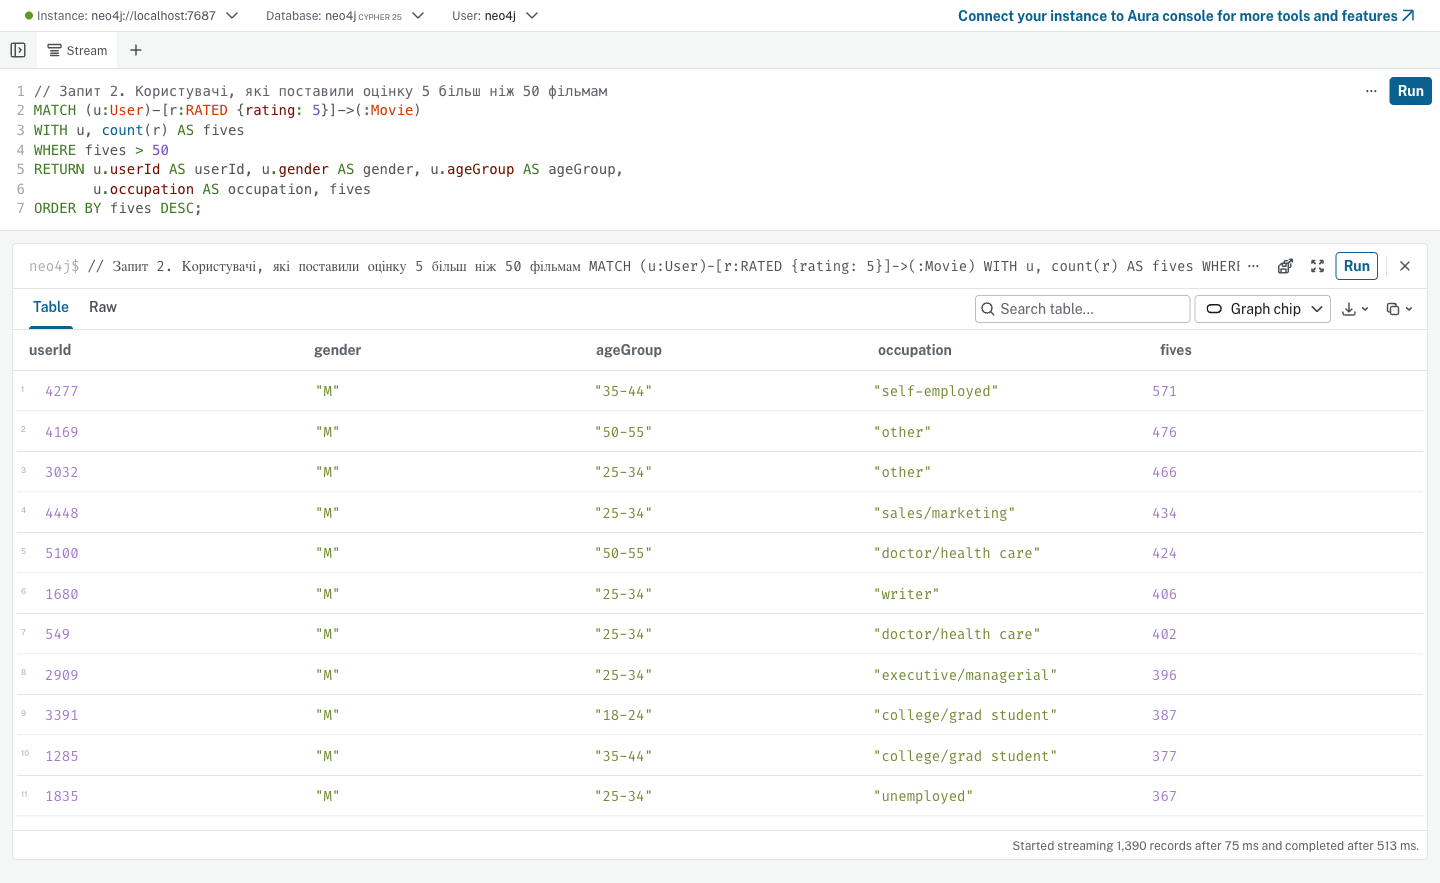 Instance: neo4j://localhost:7687 Database: neo4j CYPHER 25 User: neo4j Connect your instance to Aura console for more tools and features
Stream
1 // Запит 2. Користувачі, які поставили оцінку 5 більш ніж 50 фільмам ... Run
2 MATCH (u:User)-[r:RATED {rating: 5}]->(:Movie)
3 WITH u, count(r) AS fives
4 WHERE fives > 50
5 RETURN u.userId AS userId, u.gender AS gender, u.ageGroup AS ageGroup,
6 u.occupation AS occupation, fives
7 ORDER BY fives DESC;
neo4j$ // Запит 2. Користувачі, які поставили оцінку 5 більш ніж 50 фільмам MATCH (u:User)-[r:RATED {rating: 5}]->(:Movie) WITH u, count(r) AS fives WHERE ... Run
Table Raw Search table... Graph chip
userId gender ageGroup occupation fives
1 4277 "M" "35-44" "self-employed" 571
2 4169 "M" "50-55" "other" 476
3 3032 "M" "25-34" "other" 466
4 4448 "M" "25-34" "sales/marketing" 434
5 5100 "M" "50-55" "doctor/health care" 424
6 1680 "M" "25-34" "writer" 406
7 549 "M" "25-34" "doctor/health care" 402
8 2909 "M" "25-34" "executive/managerial" 396
9 3391 "M" "18-24" "college/grad student" 387
10 1285 "M" "35-44" "college/grad student" 377
11 1835 "M" "25-34" "unemployed" 367
Started streaming 1,390 records after 75 ms and completed after 513 ms.